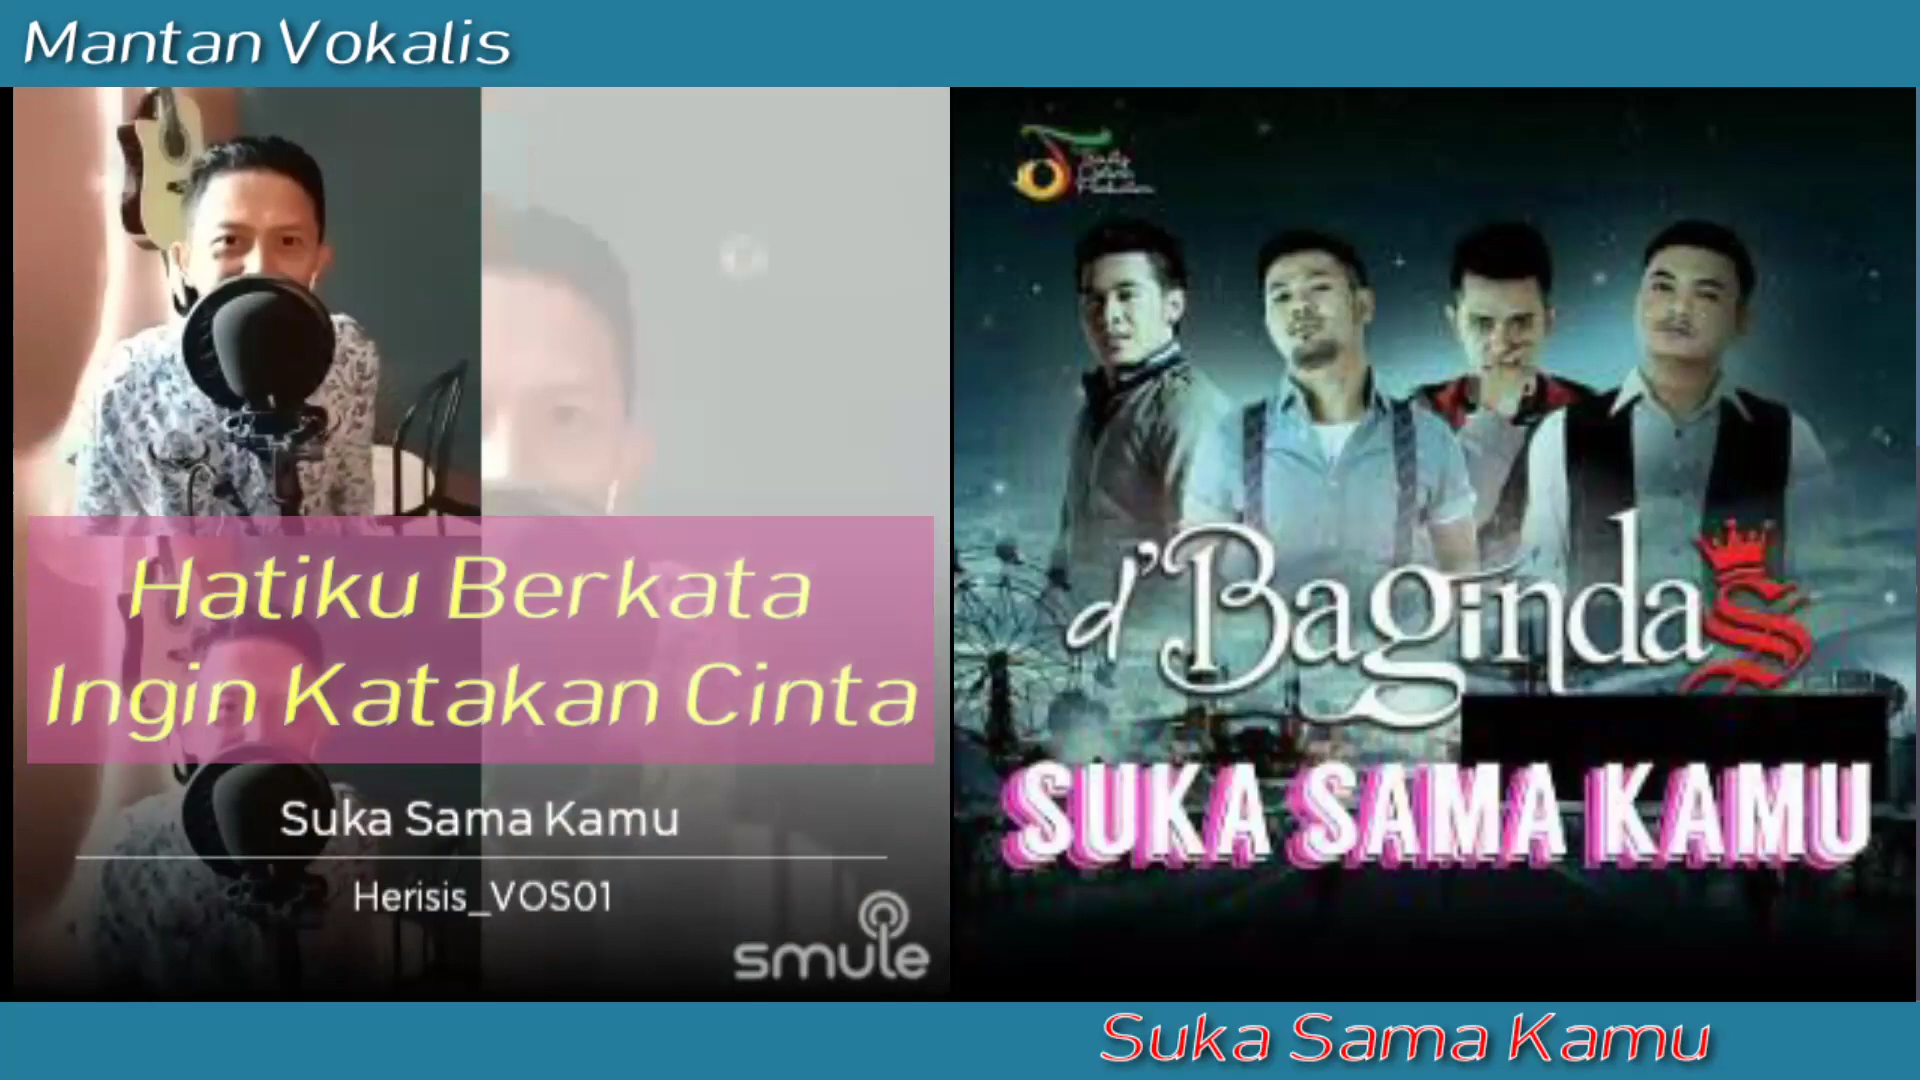 Mantan Vokalis
Hatiku Berkata
Ingin Katakan Cinta
Suka Sama Kamu
Herisis_VOS01
smule
d'Bagindas
SUKA SAMA KAMU
Suka Sama Kamu